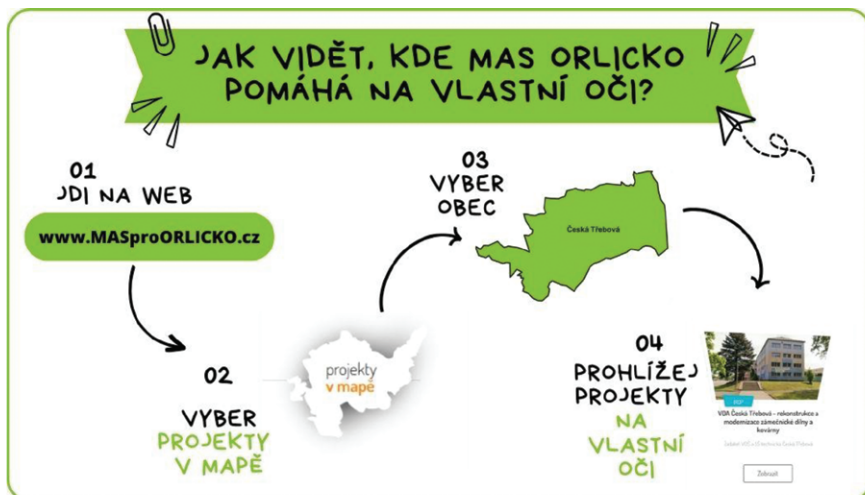 JAK VIDĚT, KDE MAS ORLICKO
POMÁHÁ NA VLASTNÍ OČI?
01
JDI NA WEB
www.MASproORLICKO.cz
02
VYBER
PROJEKTY
V MAPĚ
projekty
v mapě
03
VYBER
OBEC
Česká Třebová
04
PROHLÍŽEJ
PROJEKTY
NA
VLASTNÍ
OČI
VDA Česká Třebová - rekonstrukce a
modernizace zámečnické dílny a
kovárny
Zobrazit